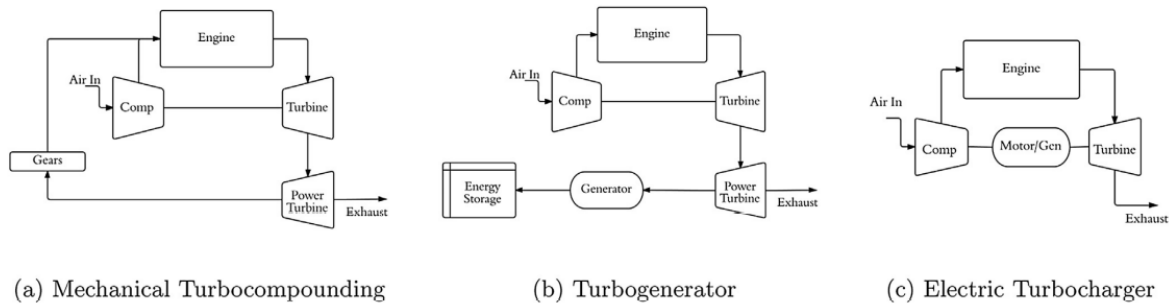 Engine
Air In
Comp
Turbine
Gears
Power
Turbine
Exhaust
(a) Mechanical Turbocompounding
Engine
Air In
Comp
Turbine
Energy
Storage
Generator
Power
Turbine
Exhaust
(b) Turbogenerator
Engine
Air In
Comp
Motor/Gen
Turbine
Exhaust
(c) Electric Turbocharger